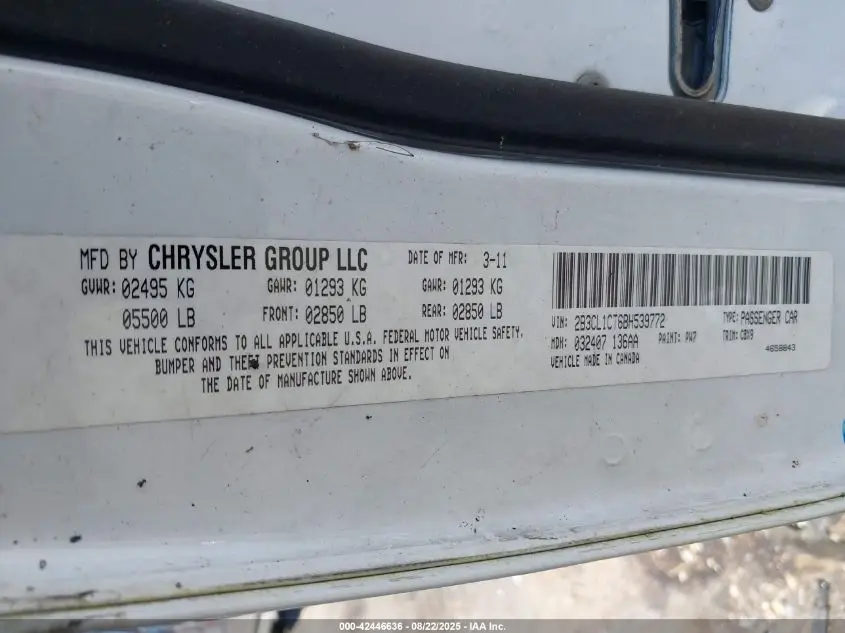 MFD BY CHRYSLER GROUP LLC DATE OF MFR: 3-11
GVWR: 02495 KG GAWR: 01293 KG GAWR: 01293 KG
05500 LB FRONT: 02850 LB REAR: 02850 LB
THIS VEHICLE CONFORMS TO ALL APPLICABLE U.S.A. FEDERAL MOTOR VEHICLE SAFETY,
BUMPER AND THEFT PREVENTION STANDARDS IN EFFECT ON
THE DATE OF MANUFACTURE SHOWN ABOVE.
VIN: 2B3CL1CT6BH539772 TYPE: PASSENGER CAR
MDH: 032407 136AA PAINT: PW7 TRIM: GBX9
VEHICLE MADE IN CANADA 4658843
000-42446636 - 08/22/2025 - IAA Inc.